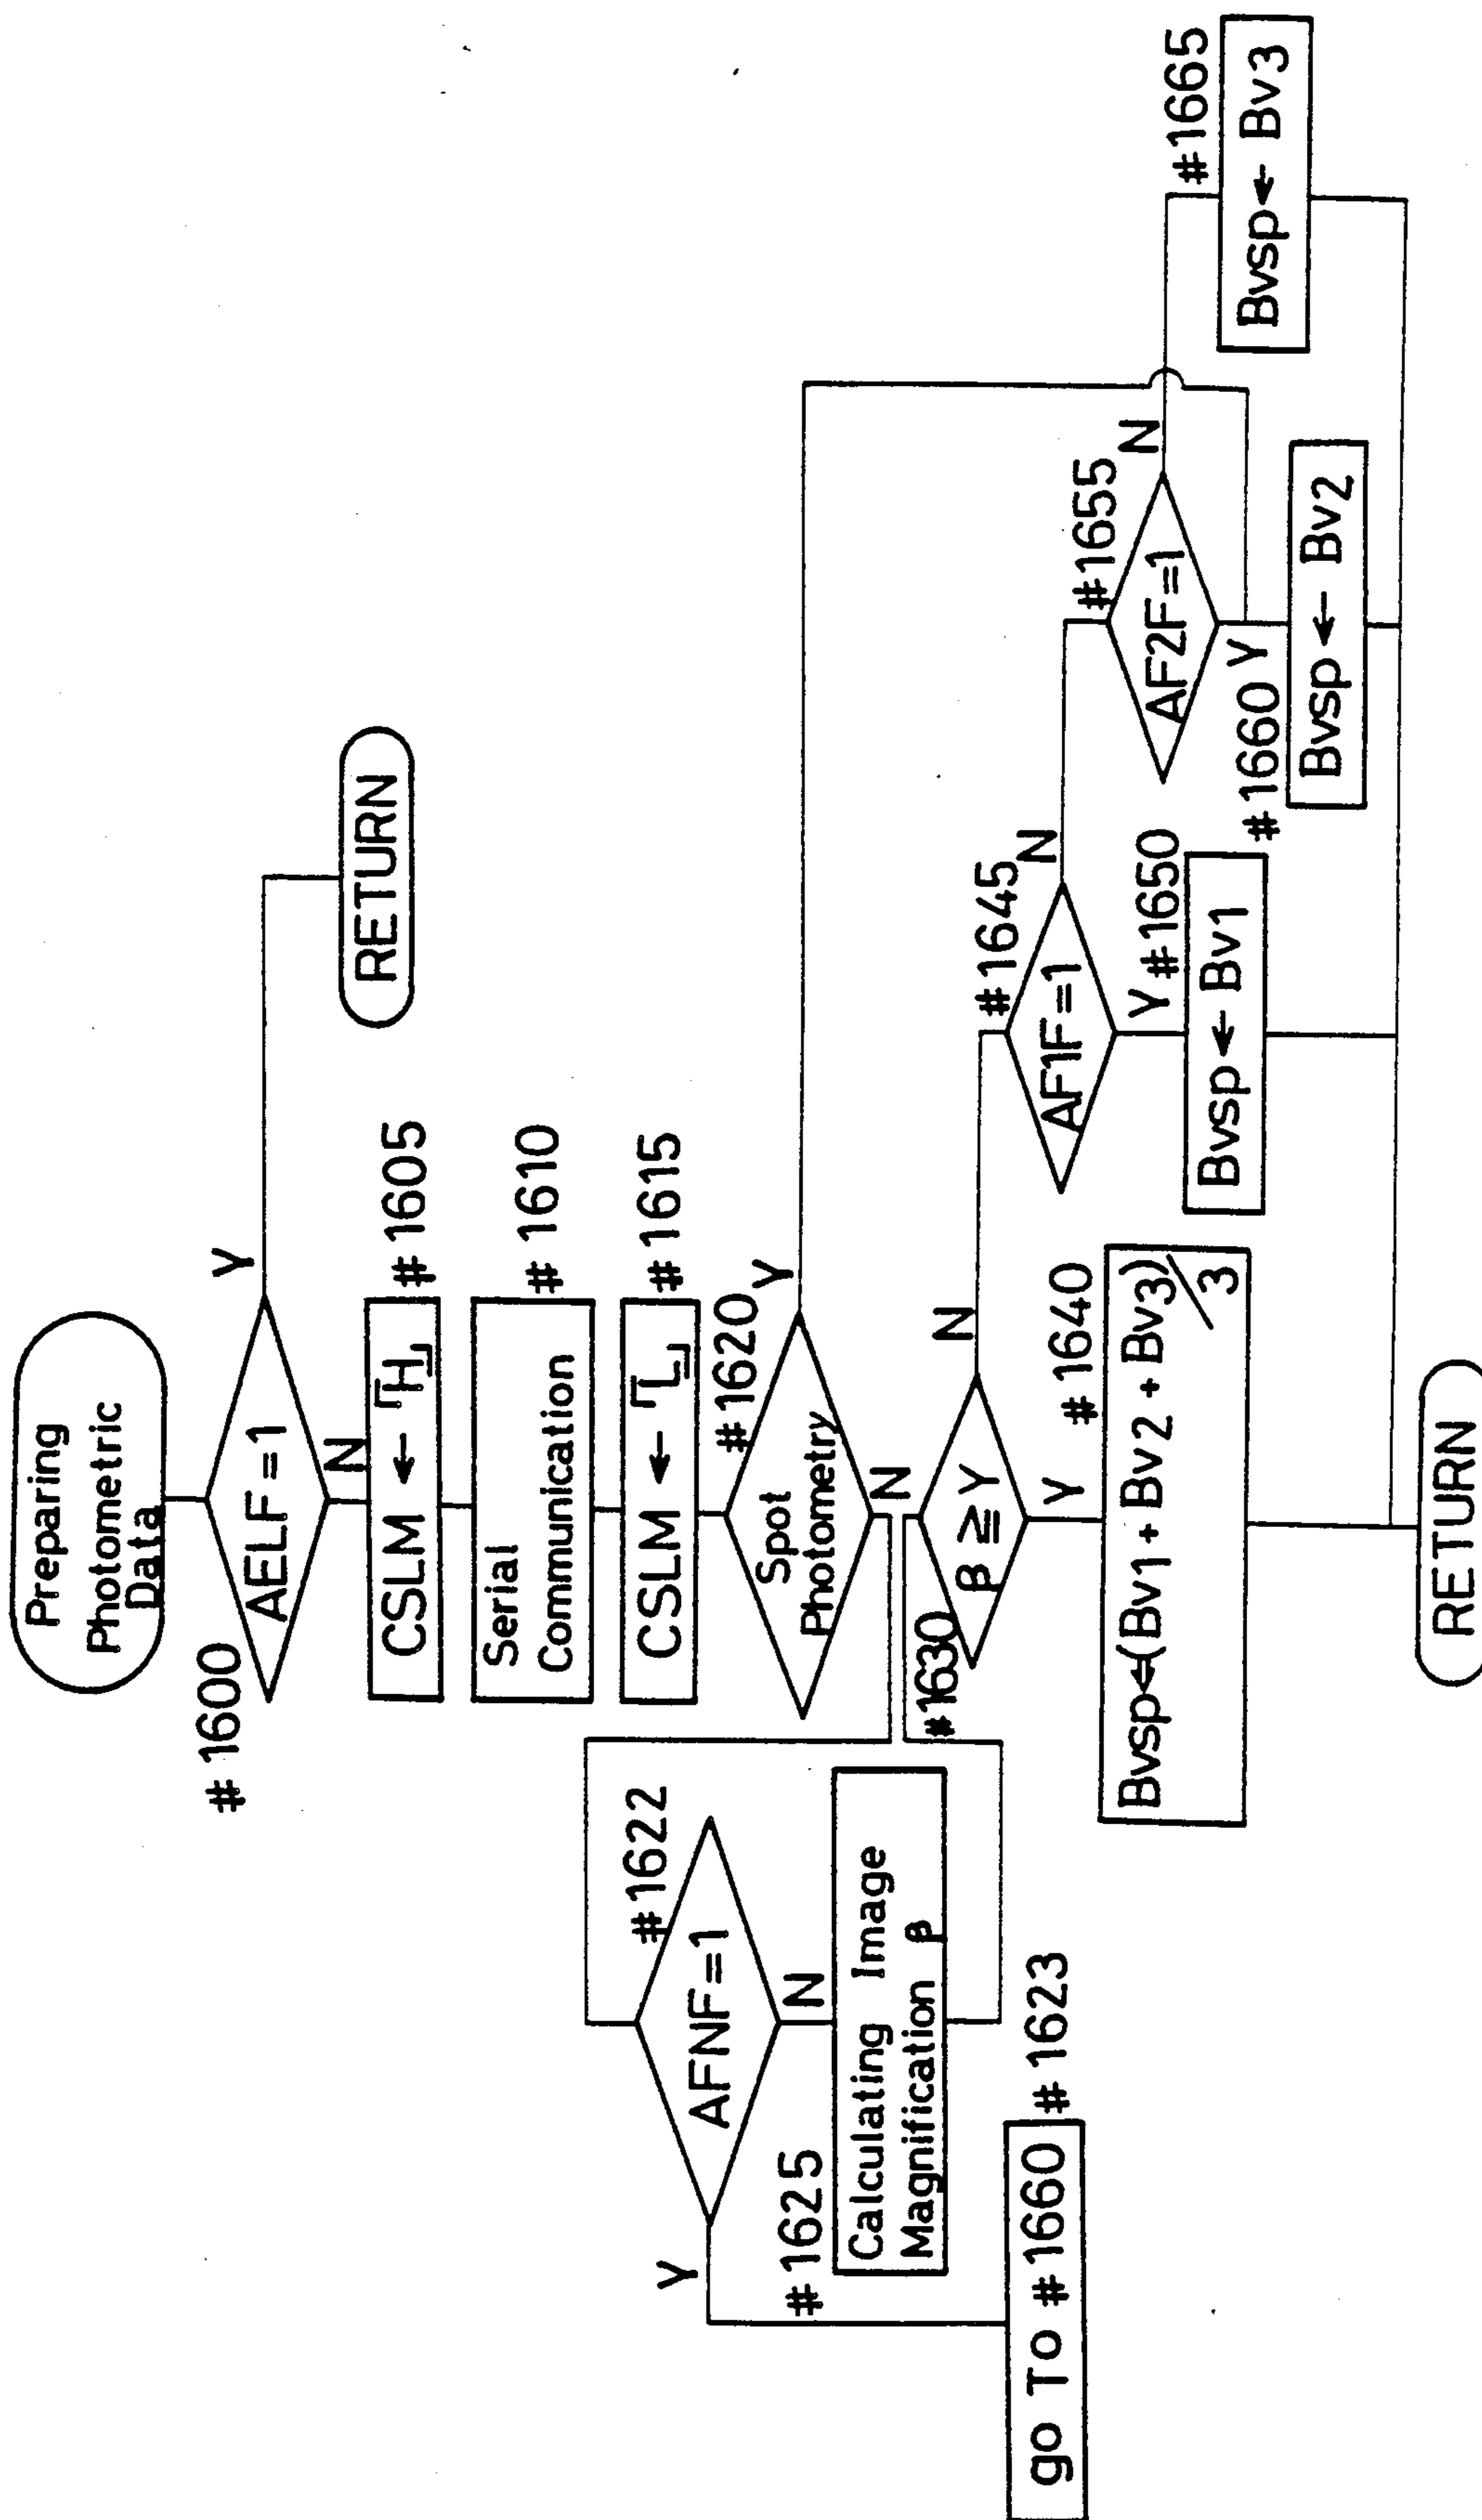 Preparing
Photometric
Data
#1600
AELF=1
Y
N
RETURN
CSLM ← 「H」
#1605
Serial
Communication
#1610
CSLM ← 「L」
#1615
#1620
Spot
Photometry
Y
N
#1622
AFNF=1
Y
N
#1625
Calculating Image
Magnification β
go To #1660
#1623
#1630
β ≧ Y
N
Y
#1640
Bvsp←(Bv1 + Bv2 + Bv3)/3
#1645
AF1F=1
N
Y
#1650
Bvsp ← Bv1
#1655
AF2F=1
N
Y
#1660
Bvsp ← Bv2
#1665
Bvsp ← Bv3
RETURN